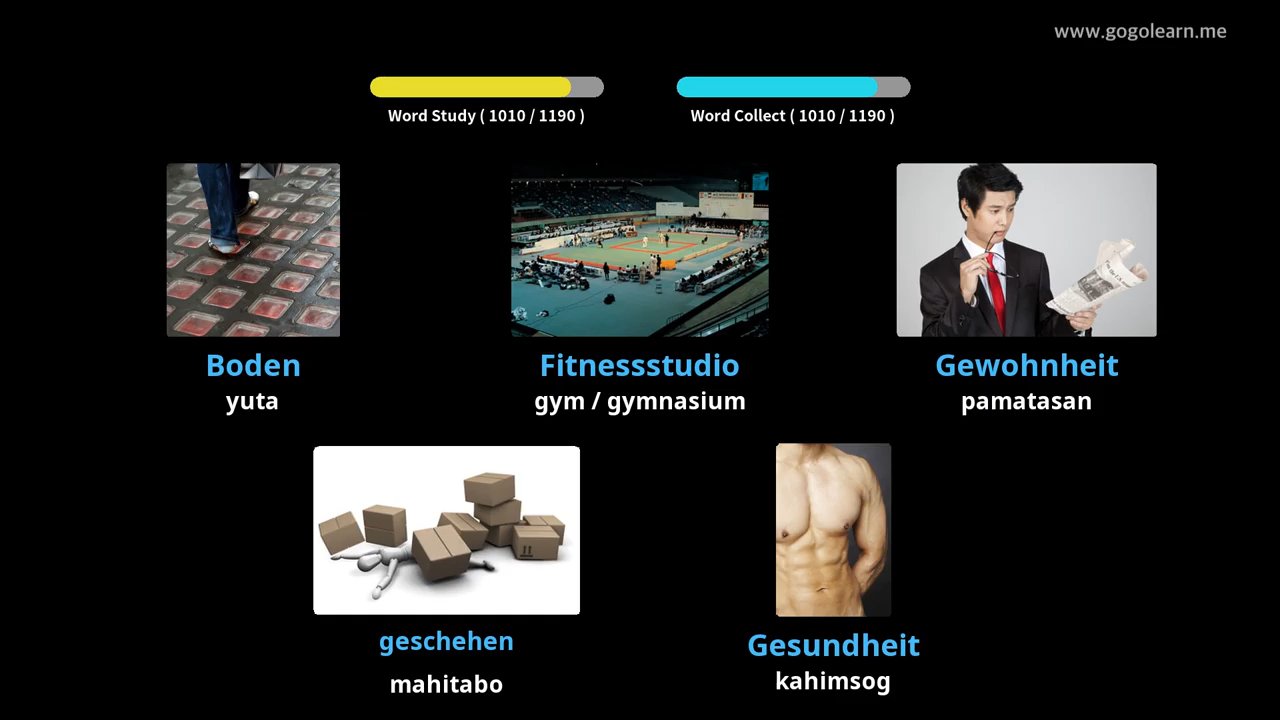 www.gogolearn.me
Word Study ( 1010 / 1190 )
Word Collect ( 1010 / 1190 )
Boden
yuta
Fitnessstudio
gym / gymnasium
Gewohnheit
pamatasan
geschehen
mahitabo
Gesundheit
kahimsog